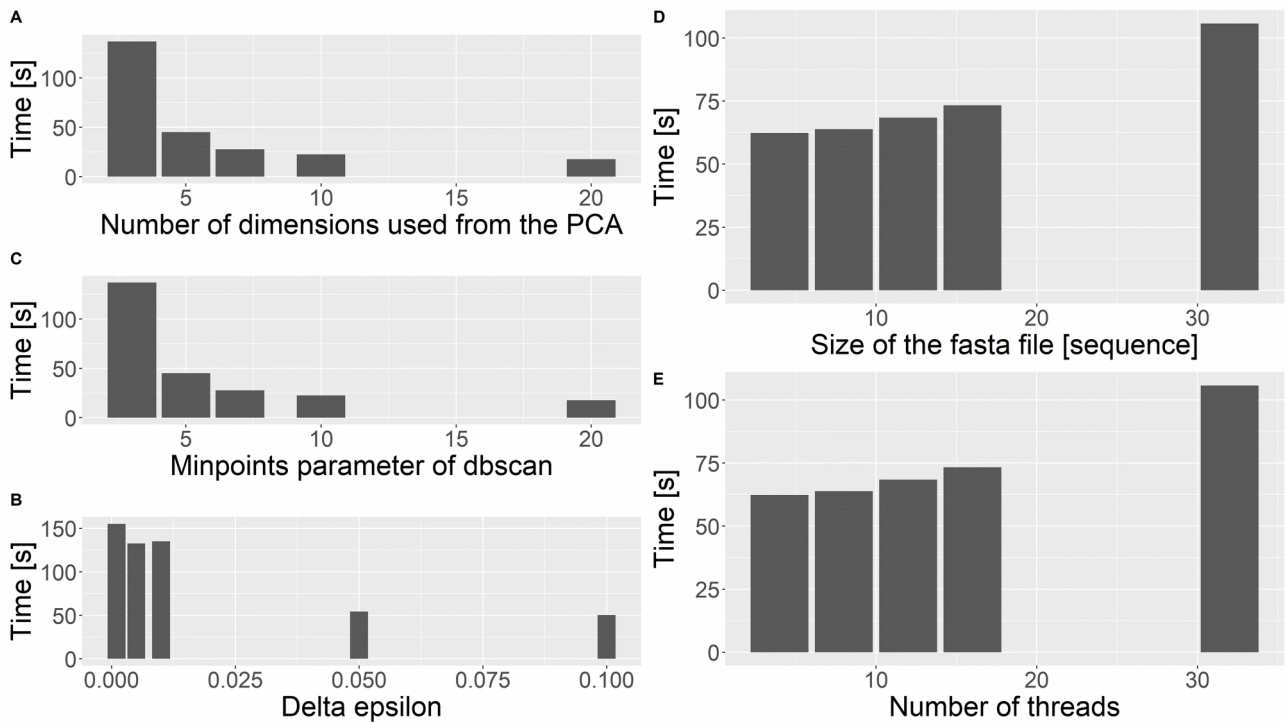 A
Time [s]
100
50
0
5 10 15 20
Number of dimensions used from the PCA
C
Time [s]
100
50
0
5 10 15 20
Minpoints parameter of dbscan
B
Time [s]
150
100
50
0
0.000 0.025 0.050 0.075 0.100
Delta epsilon
D
Time [s]
100
75
50
25
0
10 20 30
Size of the fasta file [sequence]
E
Time [s]
100
75
50
25
0
10 20 30
Number of threads